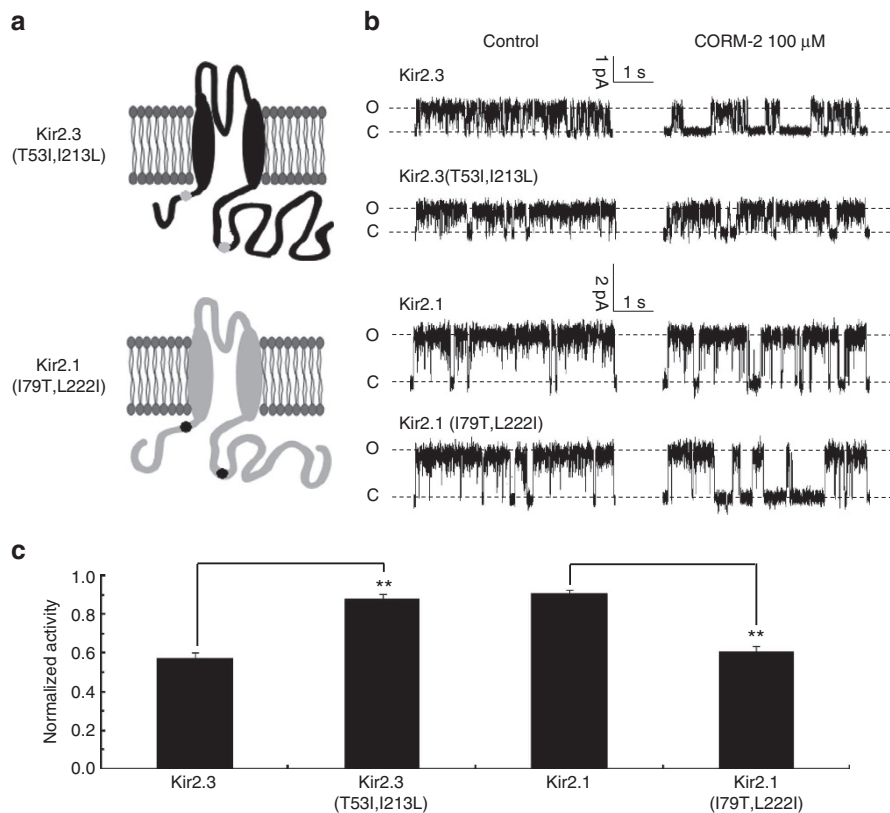 a
Kir2.3
(T53I,I213L)
Kir2.1
(I79T,L222I)
b
Control
CORM-2 100 μM
1 pA
1 s
Kir2.3
O
C
Kir2.3(T53I,I213L)
O
C
2 pA
1 s
Kir2.1
O
C
Kir2.1 (I79T,L222I)
O
C
c
Normalized activity
1.0
0.8
0.6
0.4
0.2
0.0
**
**
Kir2.3
Kir2.3
(T53I,I213L)
Kir2.1
Kir2.1
(I79T,L222I)